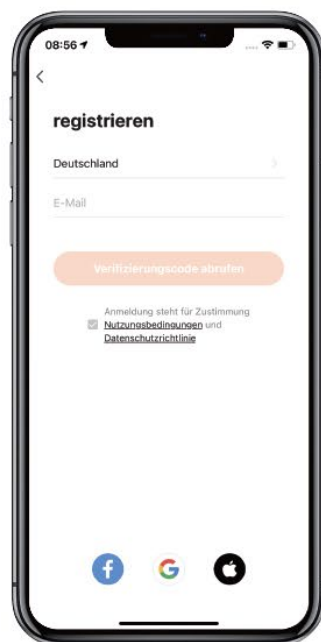 08:56
registrieren
Deutschland
E-Mail
Verifizierungscode abrufen
Anmeldung steht für Zustimmung
Nutzungsbedingungen und
Datenschutzrichtlinie